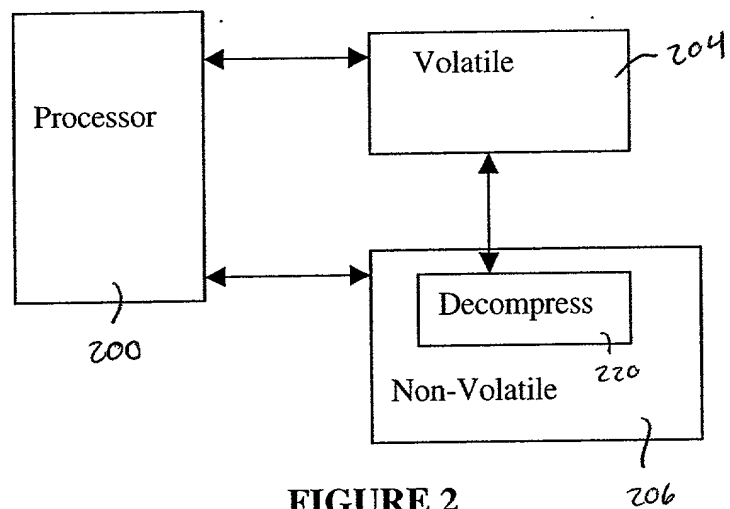 Processor
200
Volatile
204
Decompress
220
Non-Volatile
206
FIGURE 2